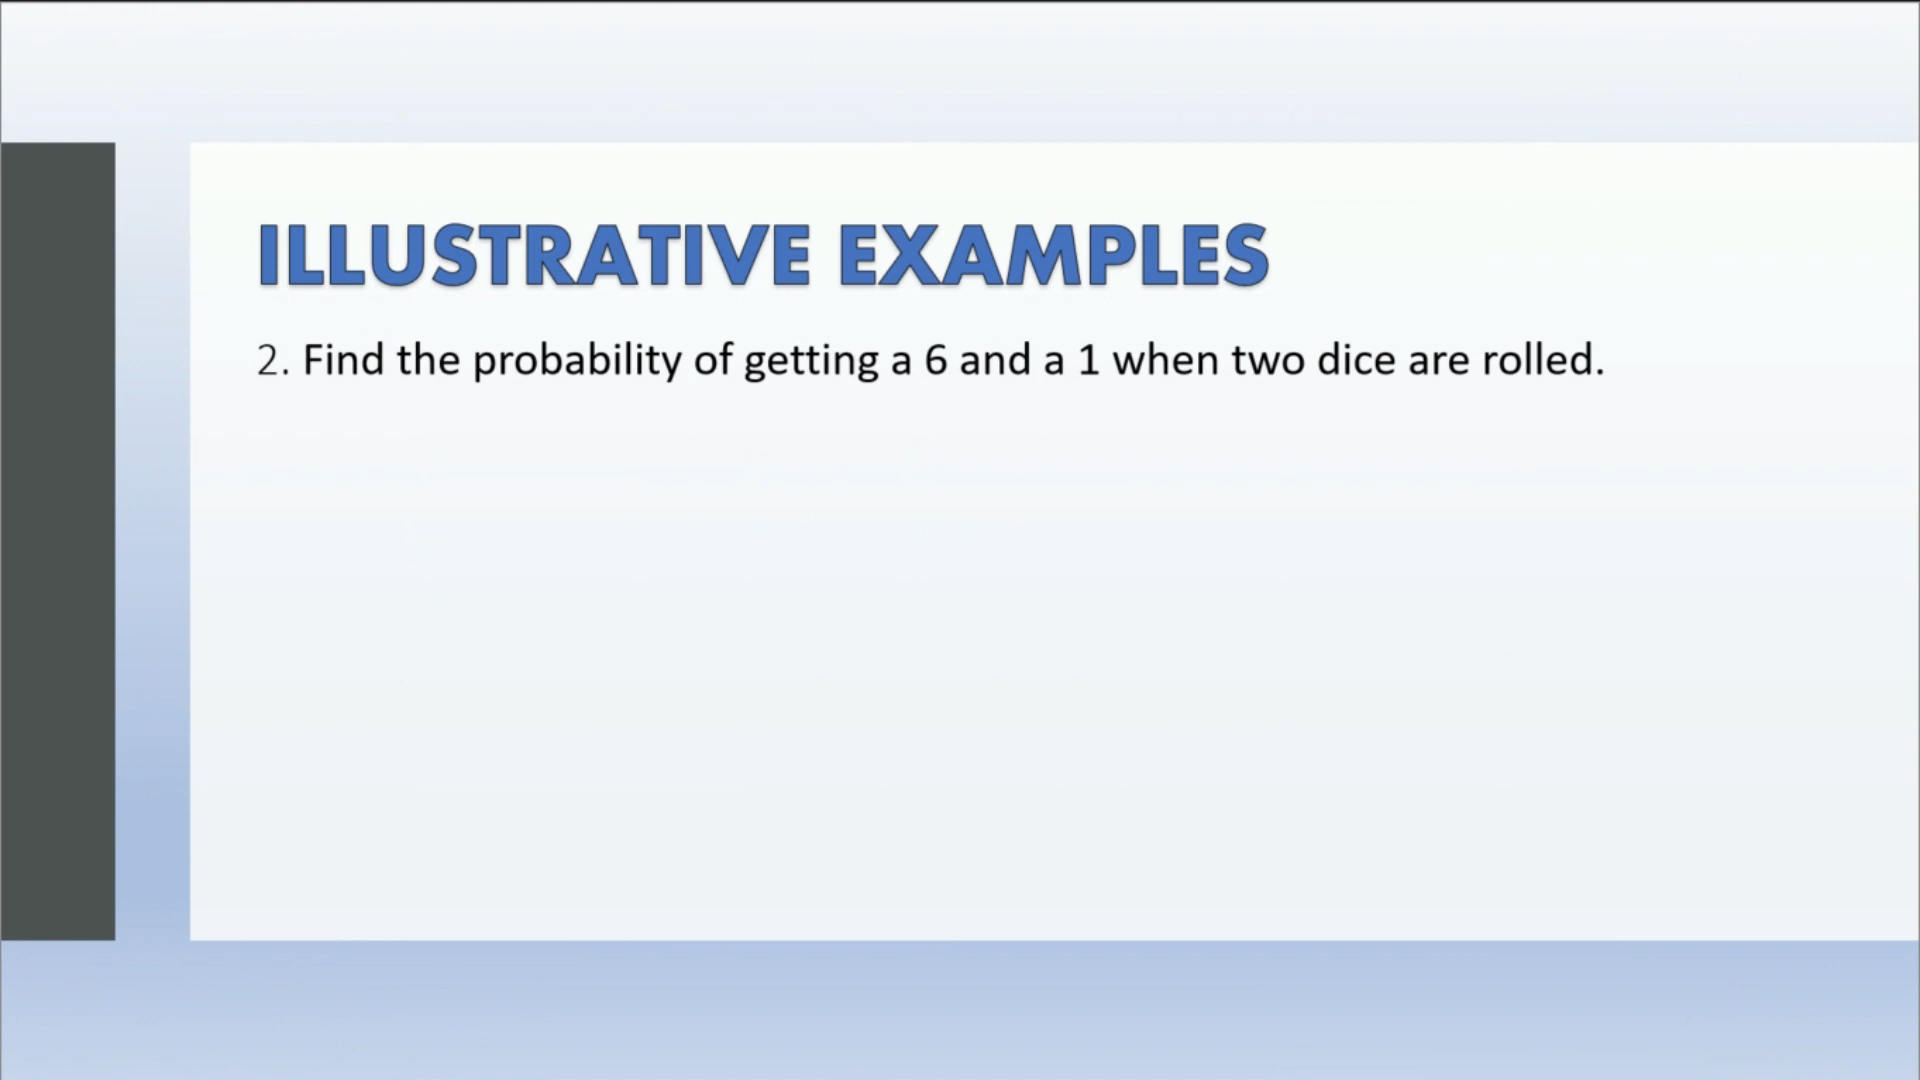 ILLUSTRATIVE EXAMPLES
2. Find the probability of getting a 6 and a 1 when two dice are rolled.